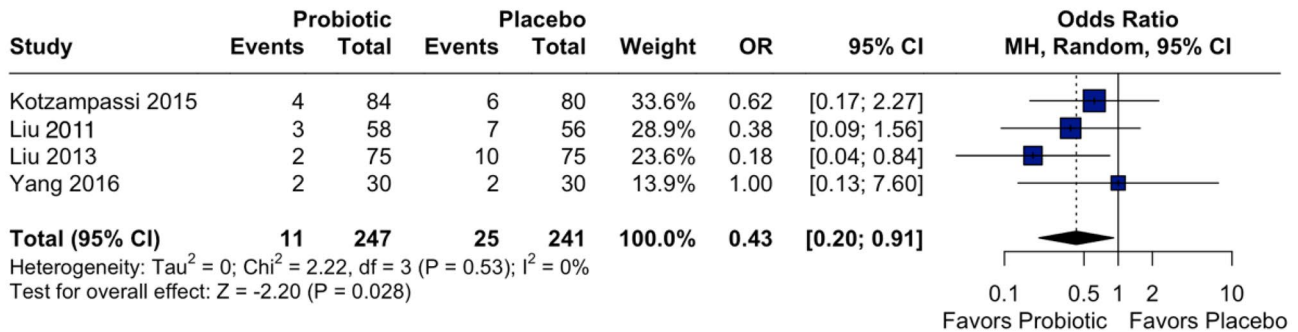 Probiotic Placebo Odds Ratio
Study Events Total Events Total Weight OR 95% CI MH, Random, 95% CI
Kotzampassi 2015 4 84 6 80 33.6% 0.62 [0.17; 2.27]
Liu 2011 3 58 7 56 28.9% 0.38 [0.09; 1.56]
Liu 2013 2 75 10 75 23.6% 0.18 [0.04; 0.84]
Yang 2016 2 30 2 30 13.9% 1.00 [0.13; 7.60]
Total (95% CI) 11 247 25 241 100.0% 0.43 [0.20; 0.91]
Heterogeneity: Tau² = 0; Chi² = 2.22, df = 3 (P = 0.53); I² = 0%
Test for overall effect: Z = -2.20 (P = 0.028)
0.1 0.5 1 2 10
Favors Probiotic Favors Placebo